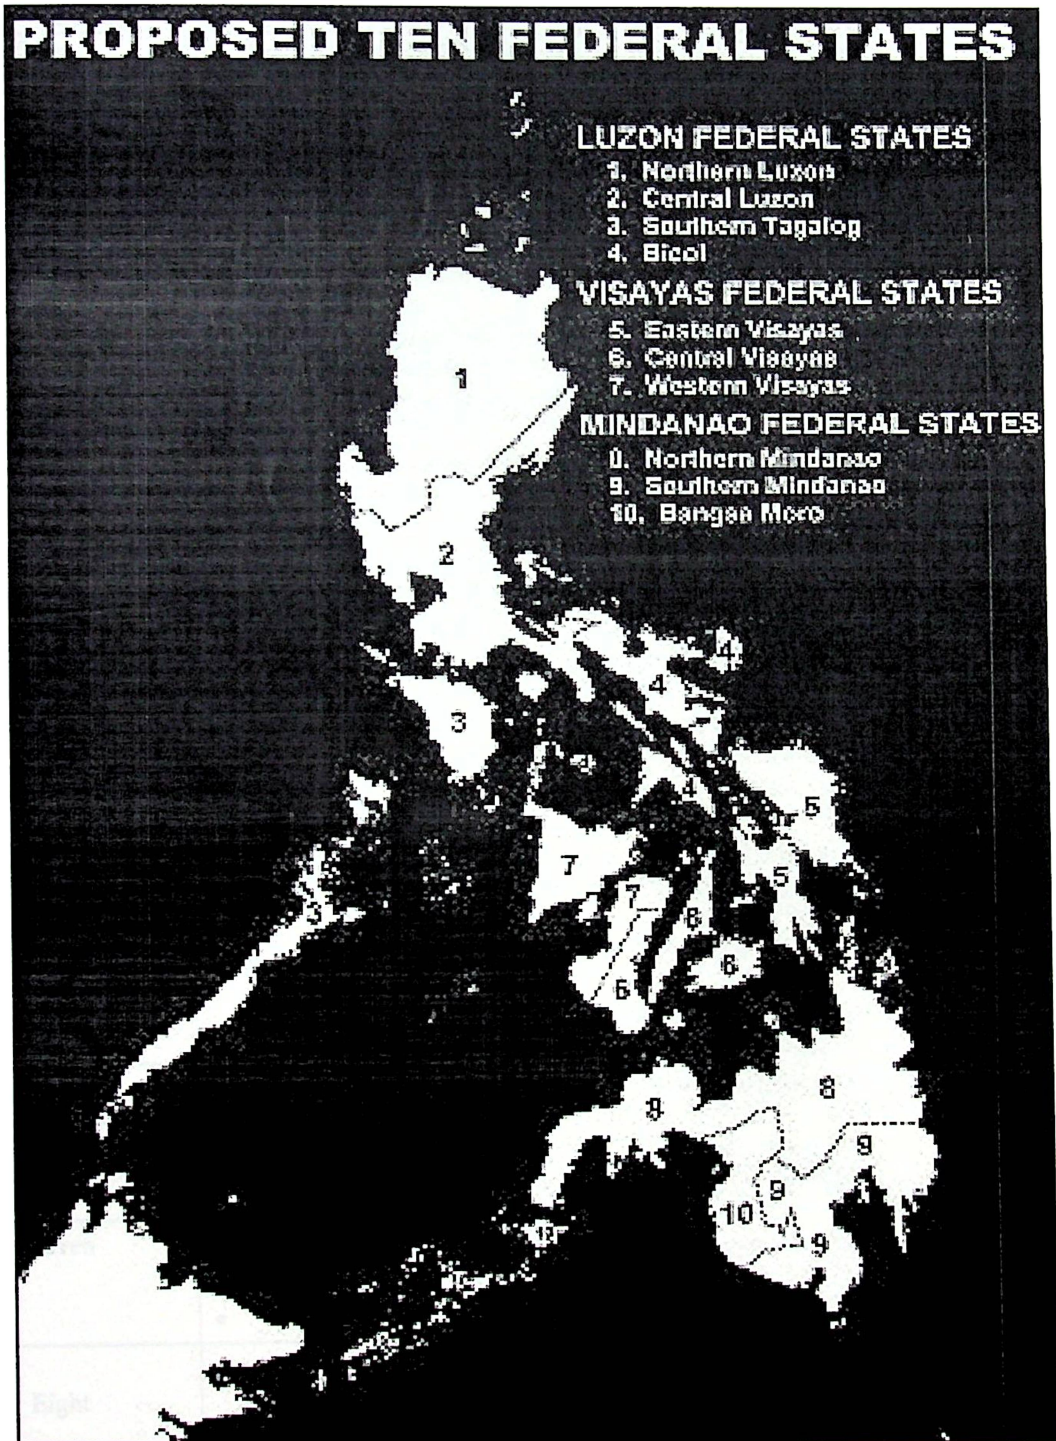 PROPOSED TEN FEDERAL STATES
LUZON FEDERAL STATES
1. Northern Luzon
2. Central Luzon
3. Southern Tagalog
4. Bicol
VISAYAS FEDERAL STATES
5. Eastern Visayas
6. Central Visayas
7. Western Visayas
MINDANAO FEDERAL STATES
8. Northern Mindanao
9. Southern Mindanao
10. Bangsa Moro
1
2
4
4
3
4
5
7
5
7
3
6
6
6
8
9
9
9
10
9
Eight